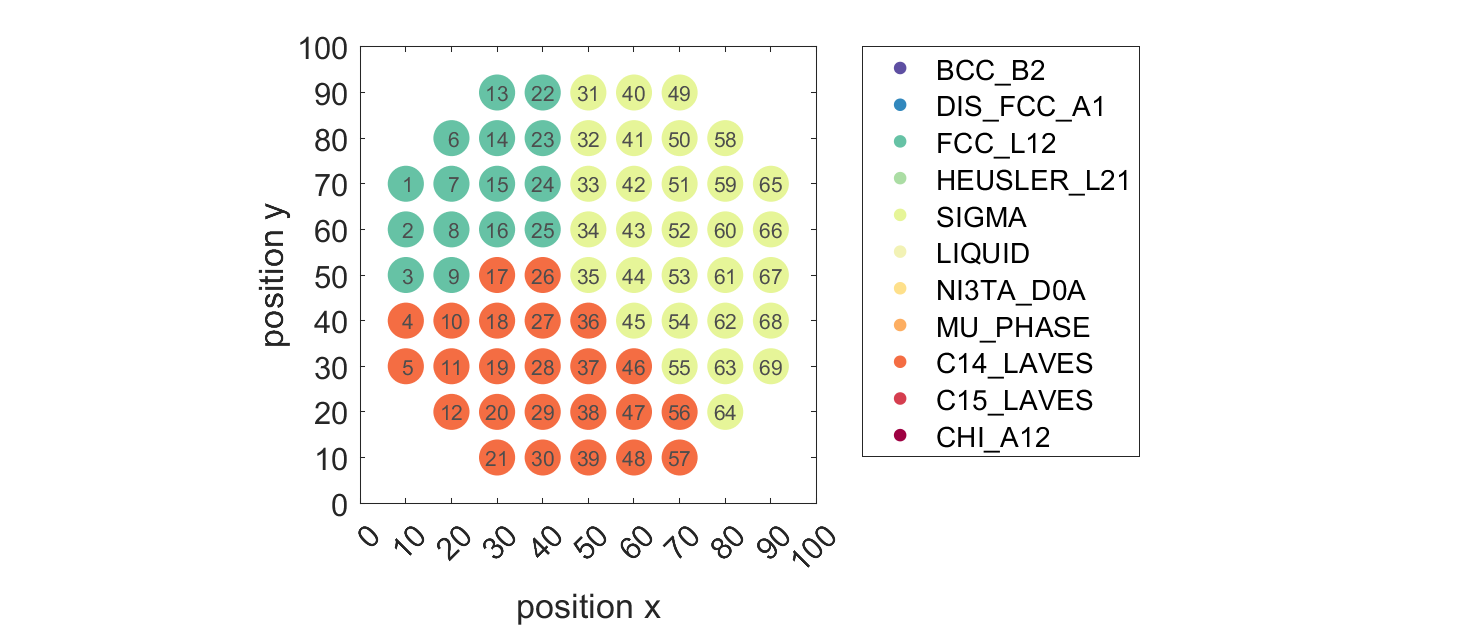 100
90
80
70
60
50
40
30
20
10
0
position y
13 22 31 40 49
6 14 23 32 41 50 58
1 7 15 24 33 42 51 59 65
2 8 16 25 34 43 52 60 66
3 9 17 26 35 44 53 61 67
4 10 18 27 36 45 54 62 68
5 11 19 28 37 46 55 63 69
12 20 29 38 47 56 64
21 30 39 48 57
0 10 20 30 40 50 60 70 80 90 100
position x
BCC_B2
DIS_FCC_A1
FCC_L12
HEUSLER_L21
SIGMA
LIQUID
NI3TA_D0A
MU_PHASE
C14_LAVES
C15_LAVES
CHI_A12